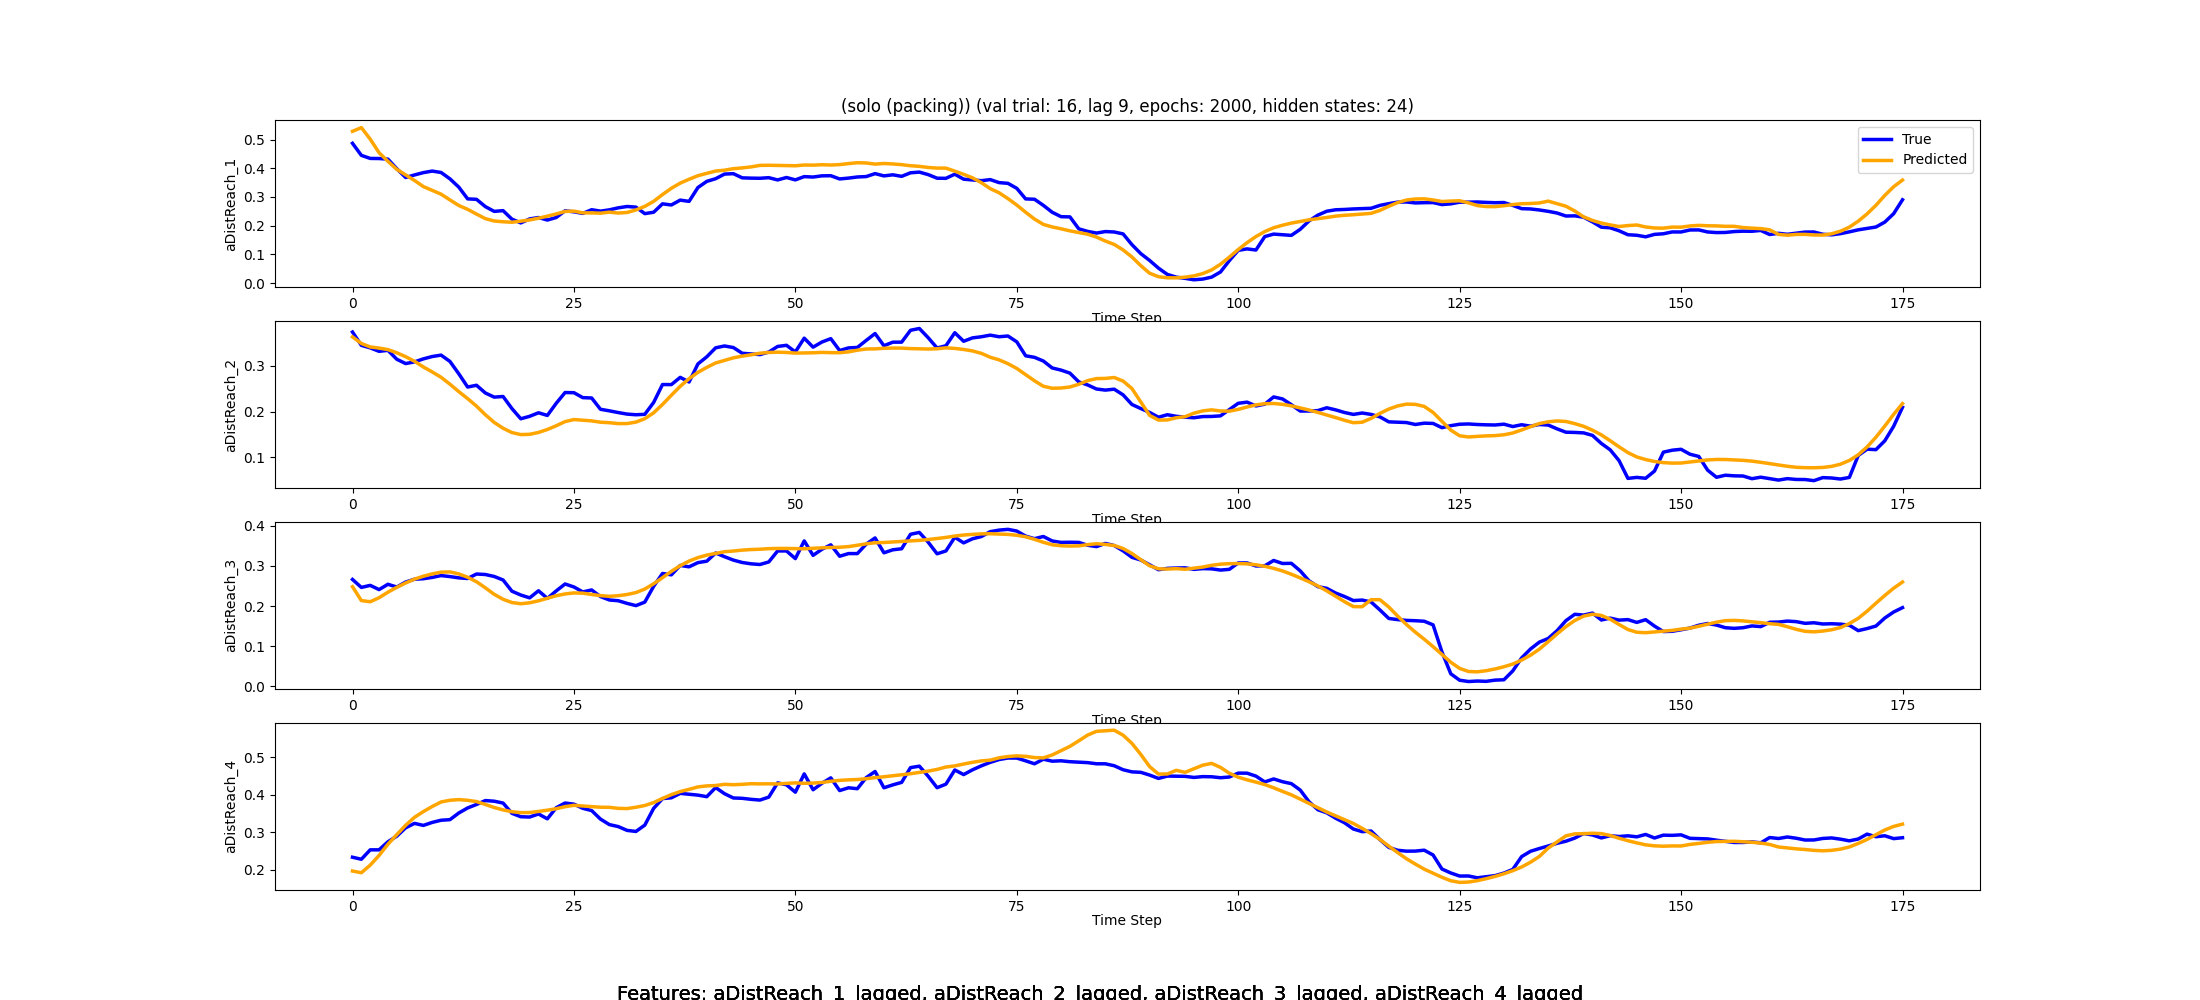 (solo (packing)) (val trial: 16, lag 9, epochs: 2000, hidden states: 24)
True
Predicted
aDistReach_1
0.5
0.4
0.3
0.2
0.1
0.0
0 25 50 75 100 125 150 175
Time Step
aDistReach_2
0.3
0.2
0.1
0 25 50 75 100 125 150 175
Time Step
aDistReach_3
0.4
0.3
0.2
0.1
0.0
0 25 50 75 100 125 150 175
Time Step
aDistReach_4
0.5
0.4
0.3
0.2
0 25 50 75 100 125 150 175
Time Step
Features: aDistReach_1_lagged, aDistReach_2_lagged, aDistReach_3_lagged, aDistReach_4_lagged